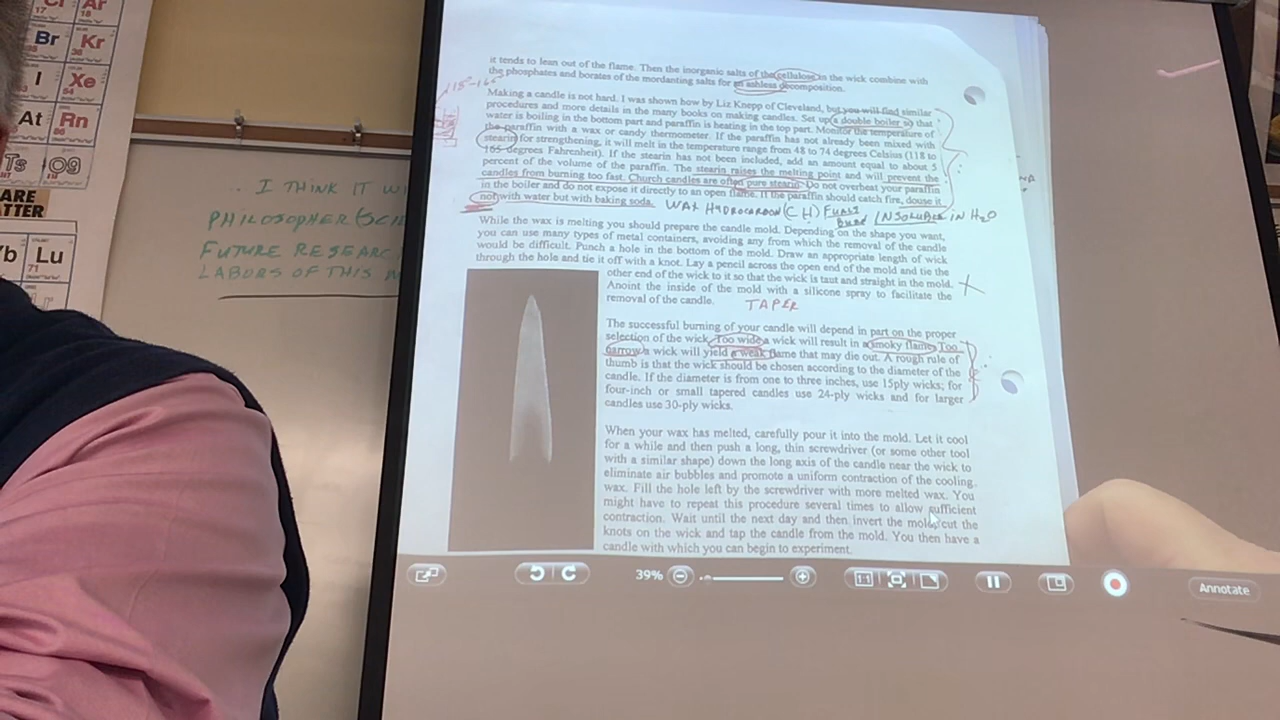 Cl Ar
17 18
Br Kr
36
I Xe
54
At Rn
86
Ts Og
ARE
TTER
Yb Lu
71
I THINK IT WI
PHILOSOPHER (SCIE
FUTURE RESEARC
LABORS OF THIS
it tends to lean out of the flame. Then the inorganic salts of the cellulose in the wick combine with
the phosphates and borates of the mordanting salts for an ashless decomposition.
Making a candle is not hard. I was shown how by Liz Knepp of Cleveland, but you will find similar
procedures and more details in the many books on making candles. Set up a double boiler so that
water is boiling in the bottom part and paraffin is heating in the top part. Monitor the temperature of
the paraffin with a wax or candy thermometer. If the paraffin has not already been mixed with
stearin for strengthening, it will melt in the temperature range from 48 to 74 degrees Celsius (118 to
165 degrees Fahrenheit). If the stearin has not been included, add an amount equal to about 5
percent of the volume of the paraffin. The stearin raises the melting point and will prevent the
candles from burning too fast. Church candles are often pure stearin. Do not overheat your paraffin
in the boiler and do not expose it directly to an open flame. If the paraffin should catch fire, douse it
not with water but with baking soda. WAX HYDROCARBON (CH) FUELS
INSOLUBLE IN H2O
While the wax is melting you should prepare the candle mold. Depending on the shape you want,
you can use many types of metal containers, avoiding any from which the removal of the candle
would be difficult. Punch a hole in the bottom of the mold. Draw an appropriate length of wick
through the hole and tie it off with a knot. Lay a pencil across the open end of the mold and tie the
other end of the wick to it so that the wick is taut and straight in the mold.
Anoint the inside of the mold with a silicone spray to facilitate the
removal of the candle. TAPER
The successful burning of your candle will depend in part on the proper
selection of the wick. Too wide a wick will result in a smoky flame. Too
narrow a wick will yield a weak flame that may die out. A rough rule of
thumb is that the wick should be chosen according to the diameter of the
candle. If the diameter is from one to three inches, use 15ply wicks; for
four-inch or small tapered candles use 24-ply wicks and for larger
candles use 30-ply wicks.
When your wax has melted, carefully pour it into the mold. Let it cool
for a while and then push a long, thin screwdriver (or some other tool
with a similar shape) down the long axis of the candle near the wick to
eliminate air bubbles and promote a uniform contraction of the cooling
wax. Fill the hole left by the screwdriver with more melted wax. You
might have to repeat this procedure several times to allow sufficient
contraction. Wait until the next day and then invert the mold, cut the
knots on the wick and tap the candle from the mold. You then have a
candle with which you can begin to experiment.
39%
1:1
Annotate